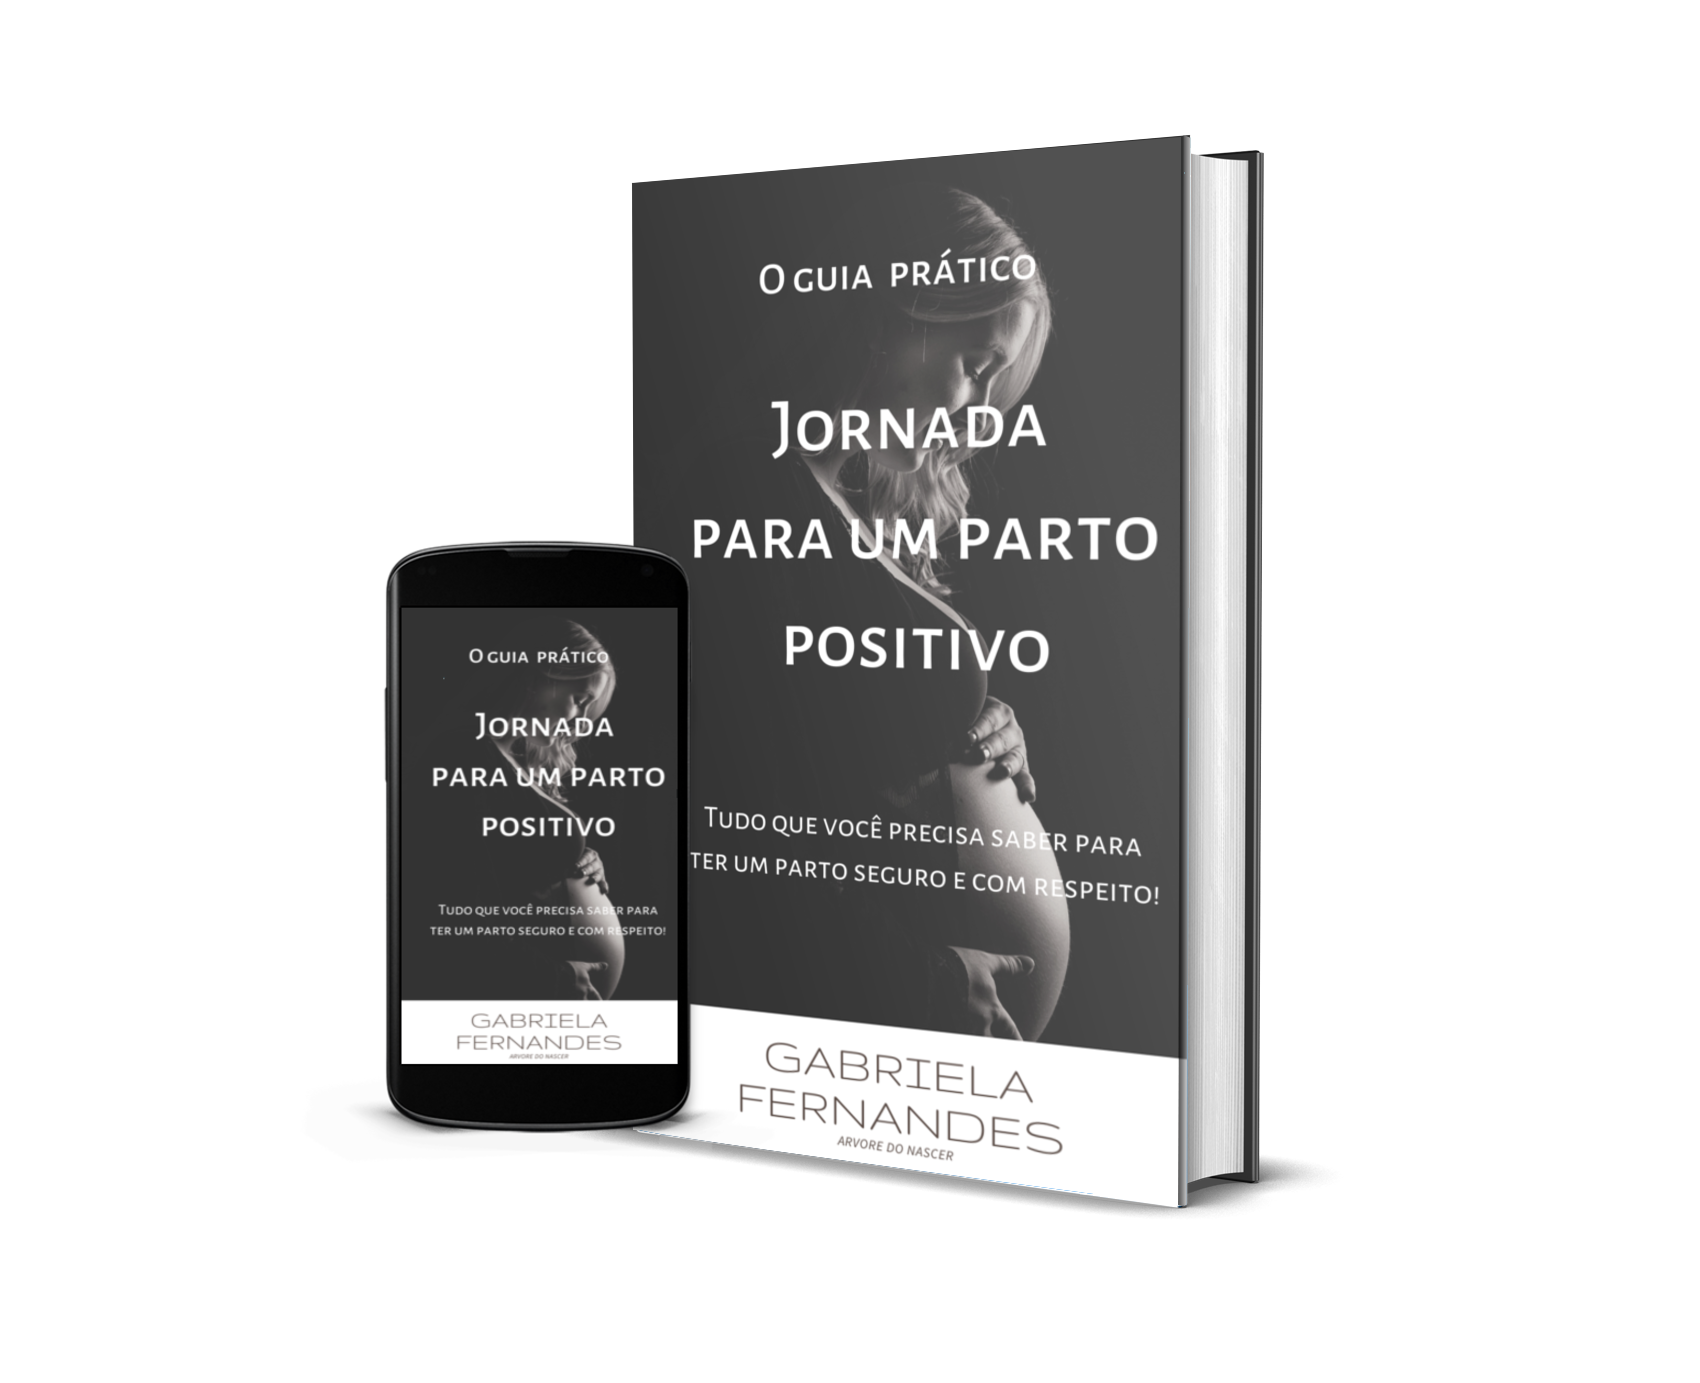 O GUIA PRÁTICO
JORNADA
PARA UM PARTO
POSITIVO
TUDO QUE VOCÊ PRECISA SABER PARA
TER UM PARTO SEGURO E COM RESPEITO!
GABRIELA
FERNANDES
ARVORE DO NASCER
O GUIA PRÁTICO
JORNADA
PARA UM PARTO
POSITIVO
TUDO QUE VOCÊ PRECISA SABER PARA
TER UM PARTO SEGURO E COM RESPEITO!
GABRIELA
FERNANDES
ARVORE DO NASCER